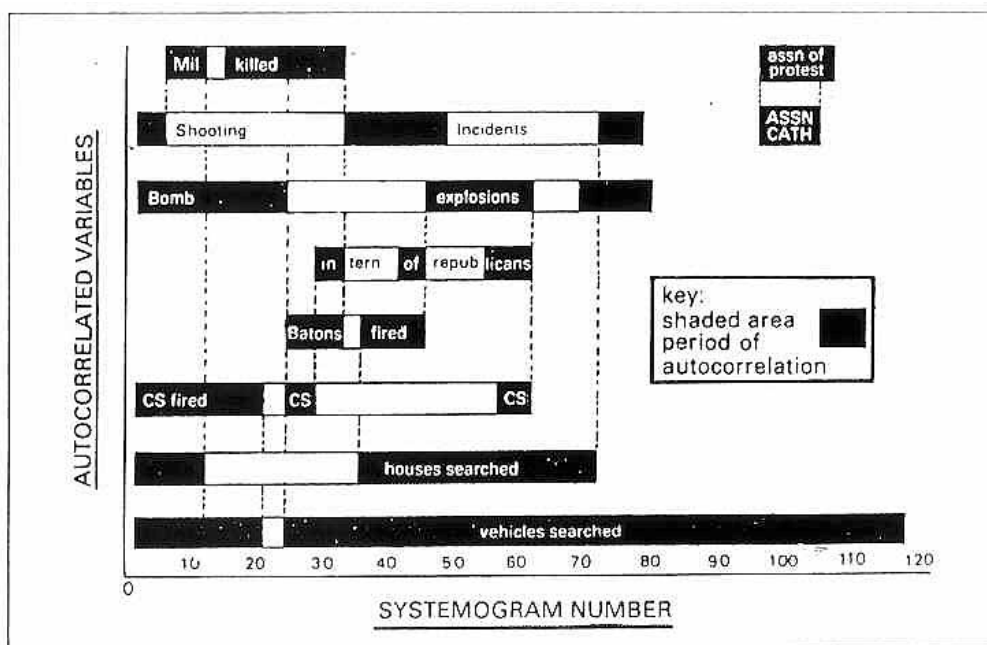 Mil killed
assn of
protest
ASSN
CATH
Shooting Incidents
Bomb explosions
in tern of repub licans
Batons fired
CS fired CS CS
houses searched
vehicles searched
key:
shaded area
period of
autocorrelation
AUTOCORRELATED VARIABLES
0 10 20 30 40 50 60 70 80 90 100 110 120
SYSTEMOGRAM NUMBER